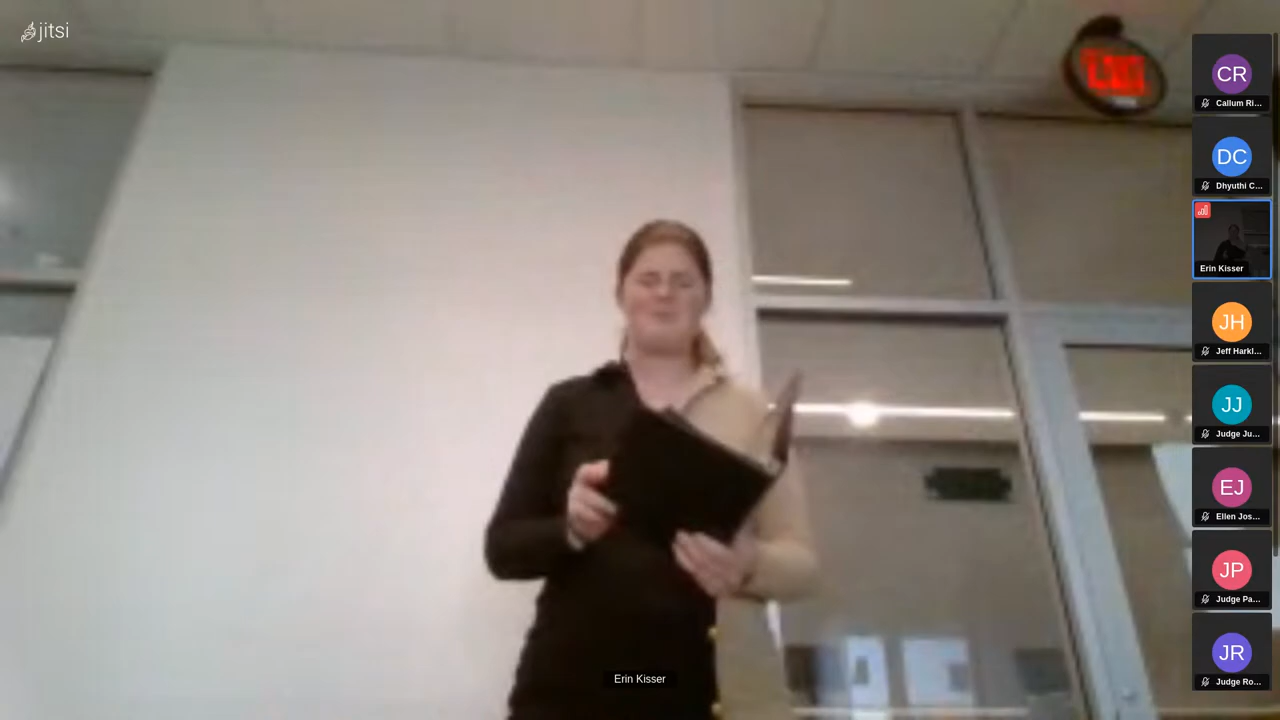 jitsi
EXIT
CR
Callum Ri...
DC
Dhyuthi C...
Erin Kisser
JH
Jeff Harkl...
JJ
Judge Ju...
EJ
Ellen Jos...
JP
Judge Pa...
JR
Judge Ro...
Erin Kisser